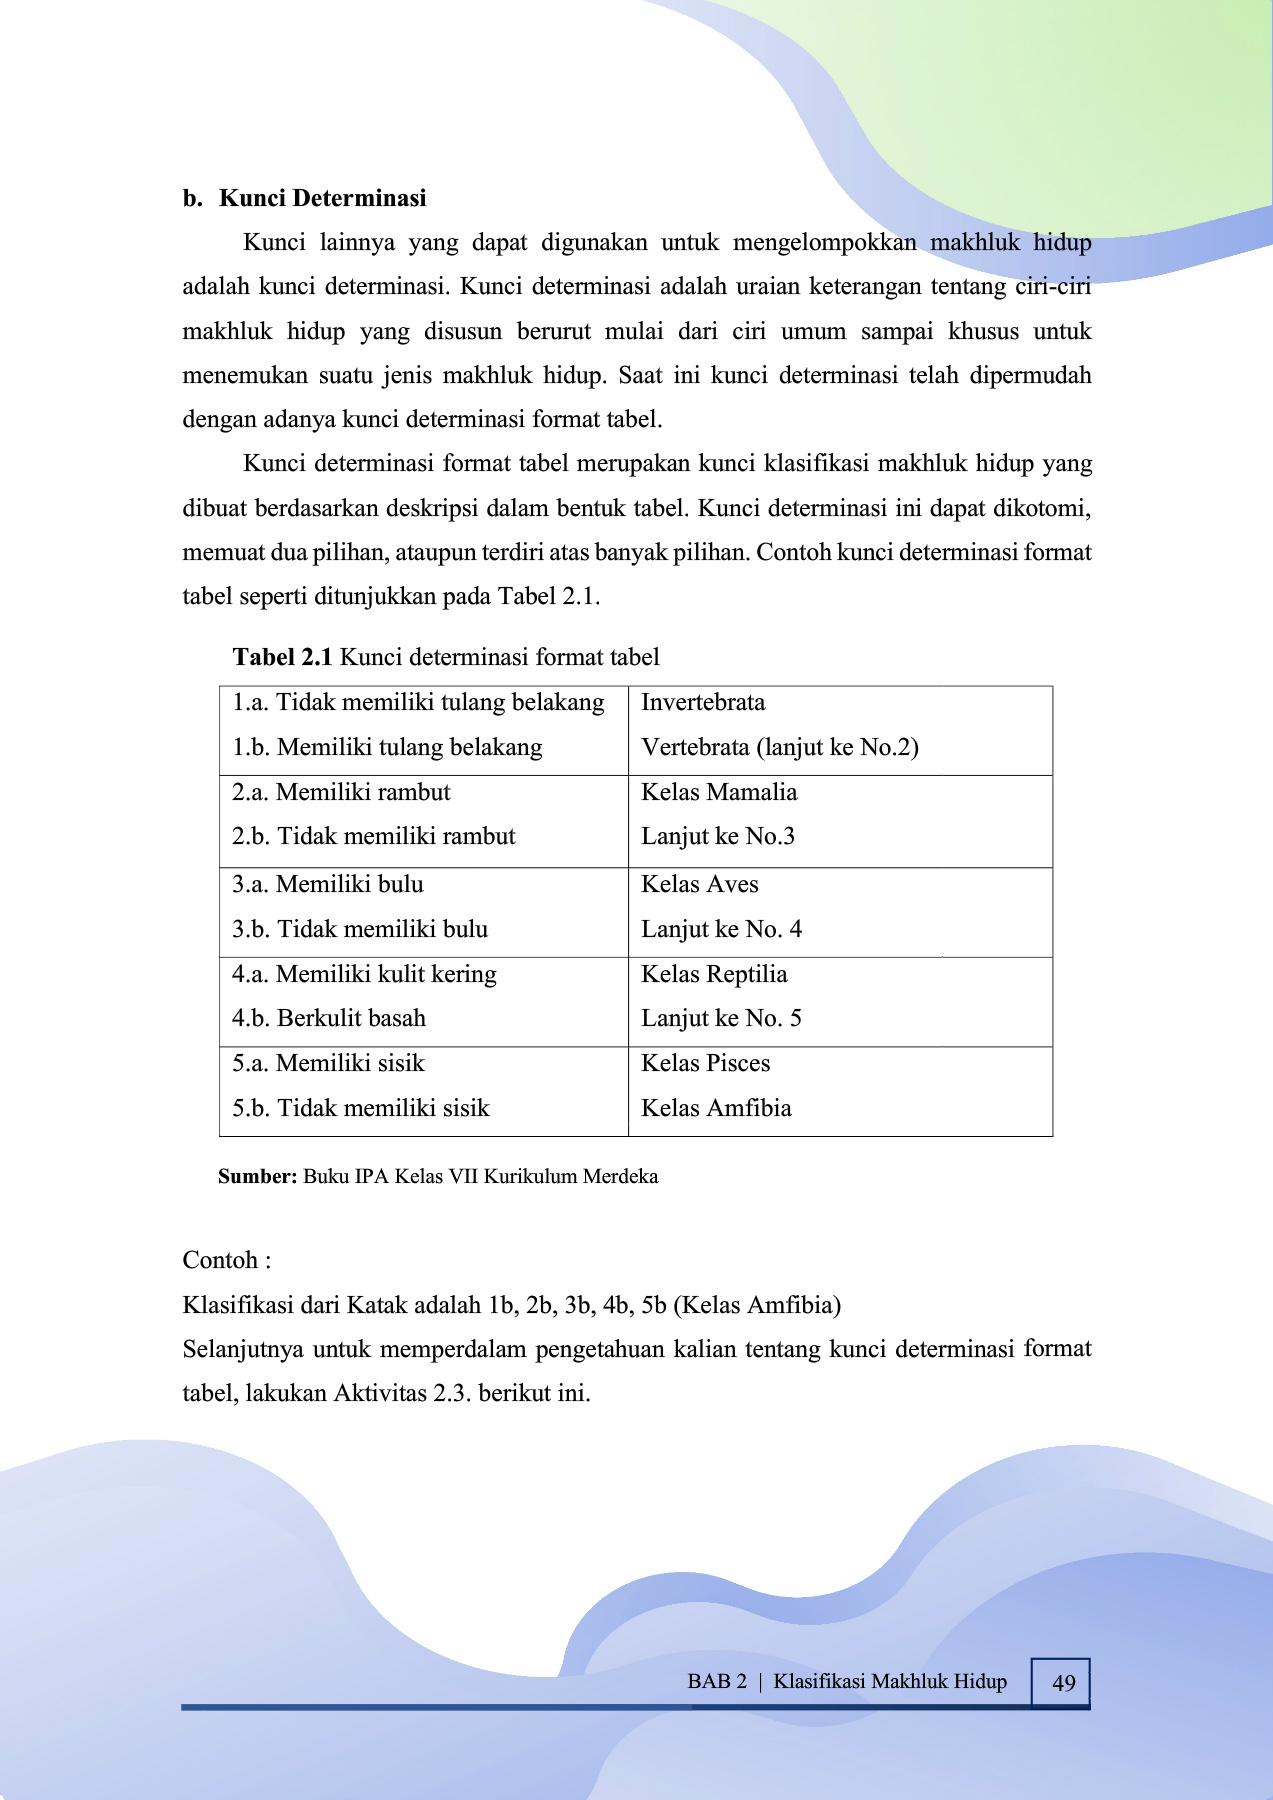 b. Kunci Determinasi
Kunci lainnya yang dapat digunakan untuk mengelompokkan makhluk hidup
adalah kunci determinasi. Kunci determinasi adalah uraian keterangan tentang ciri-ciri
makhluk hidup yang disusun berurut mulai dari ciri umum sampai khusus untuk
menemukan suatu jenis makhluk hidup. Saat ini kunci determinasi telah dipermudah
dengan adanya kunci determinasi format tabel.
Kunci determinasi format tabel merupakan kunci klasifikasi makhluk hidup yang
dibuat berdasarkan deskripsi dalam bentuk tabel. Kunci determinasi ini dapat dikotomi,
memuat dua pilihan, ataupun terdiri atas banyak pilihan. Contoh kunci determinasi format
tabel seperti ditunjukkan pada Tabel 2.1.
Tabel 2.1 Kunci determinasi format tabel
1.a. Tidak memiliki tulang belakang Invertebrata
1.b. Memiliki tulang belakang Vertebrata (lanjut ke No.2)
2.a. Memiliki rambut Kelas Mamalia
2.b. Tidak memiliki rambut Lanjut ke No.3
3.a. Memiliki bulu Kelas Aves
3.b. Tidak memiliki bulu Lanjut ke No. 4
4.a. Memiliki kulit kering Kelas Reptilia
4.b. Berkulit basah Lanjut ke No. 5
5.a. Memiliki sisik Kelas Pisces
5.b. Tidak memiliki sisik Kelas Amfibia
Sumber: Buku IPA Kelas VII Kurikulum Merdeka
Contoh :
Klasifikasi dari Katak adalah 1b, 2b, 3b, 4b, 5b (Kelas Amfibia)
Selanjutnya untuk memperdalam pengetahuan kalian tentang kunci determinasi format
tabel, lakukan Aktivitas 2.3. berikut ini.
BAB 2 | Klasifikasi Makhluk Hidup 49